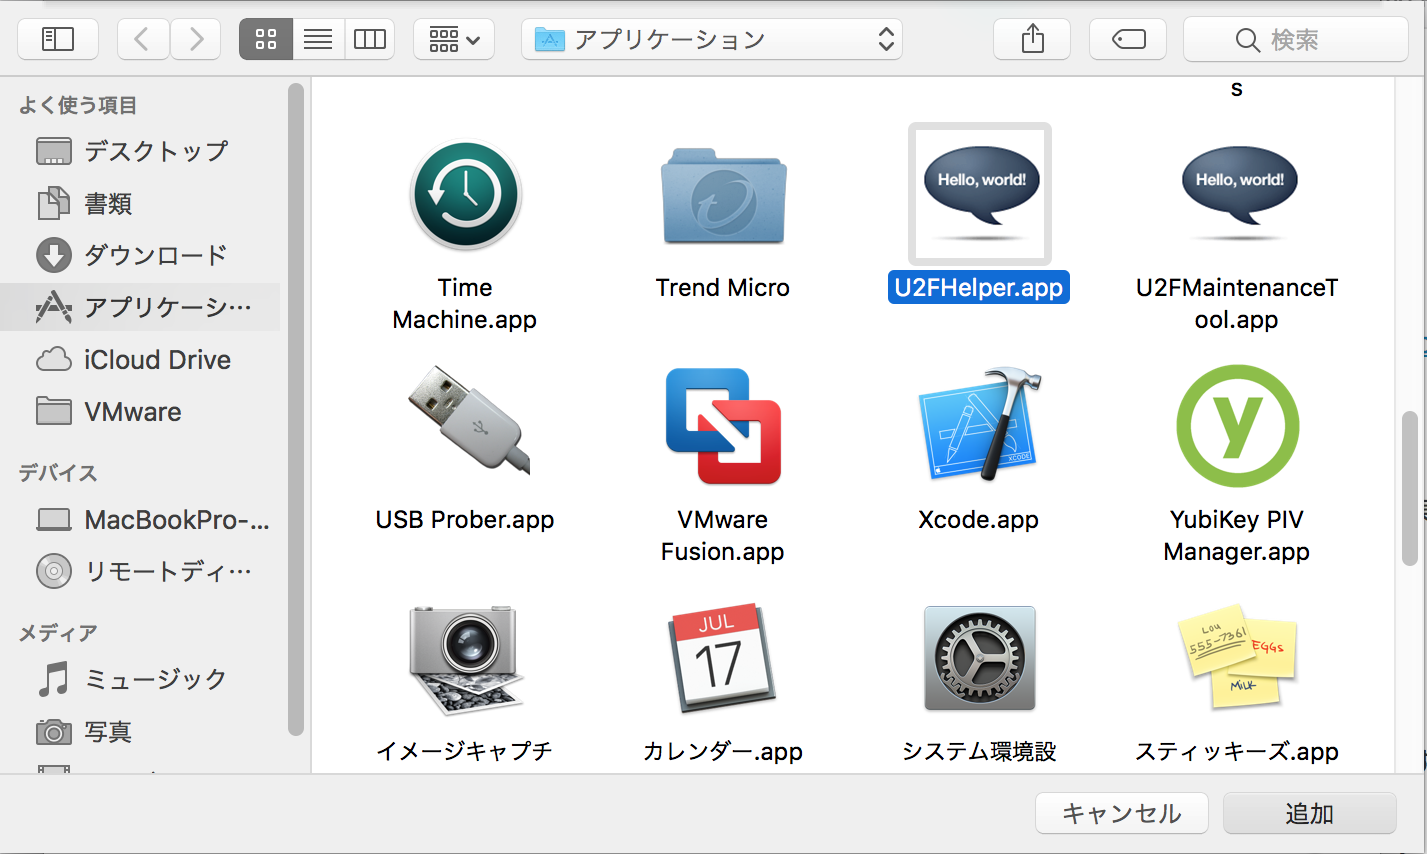 アプリケーション
検索
よく使う項目
デスクトップ
書類
ダウンロード
アプリケーシ…
iCloud Drive
VMware
デバイス
MacBookPro-...
リモートディ…
メディア
ミュージック
写真
s
Hello, world!
Hello, world!
Time
Machine.app
Trend Micro
U2FHelper.app
U2FMaintenanceT
ool.app
XCODE
y
USB Prober.app
VMware
Fusion.app
Xcode.app
YubiKey PIV
Manager.app
JUL
17
Lou
555-7361
EGGs
MILK
イメージキャプチ
カレンダー.app
システム環境設
スティッキーズ.app
キャンセル
追加